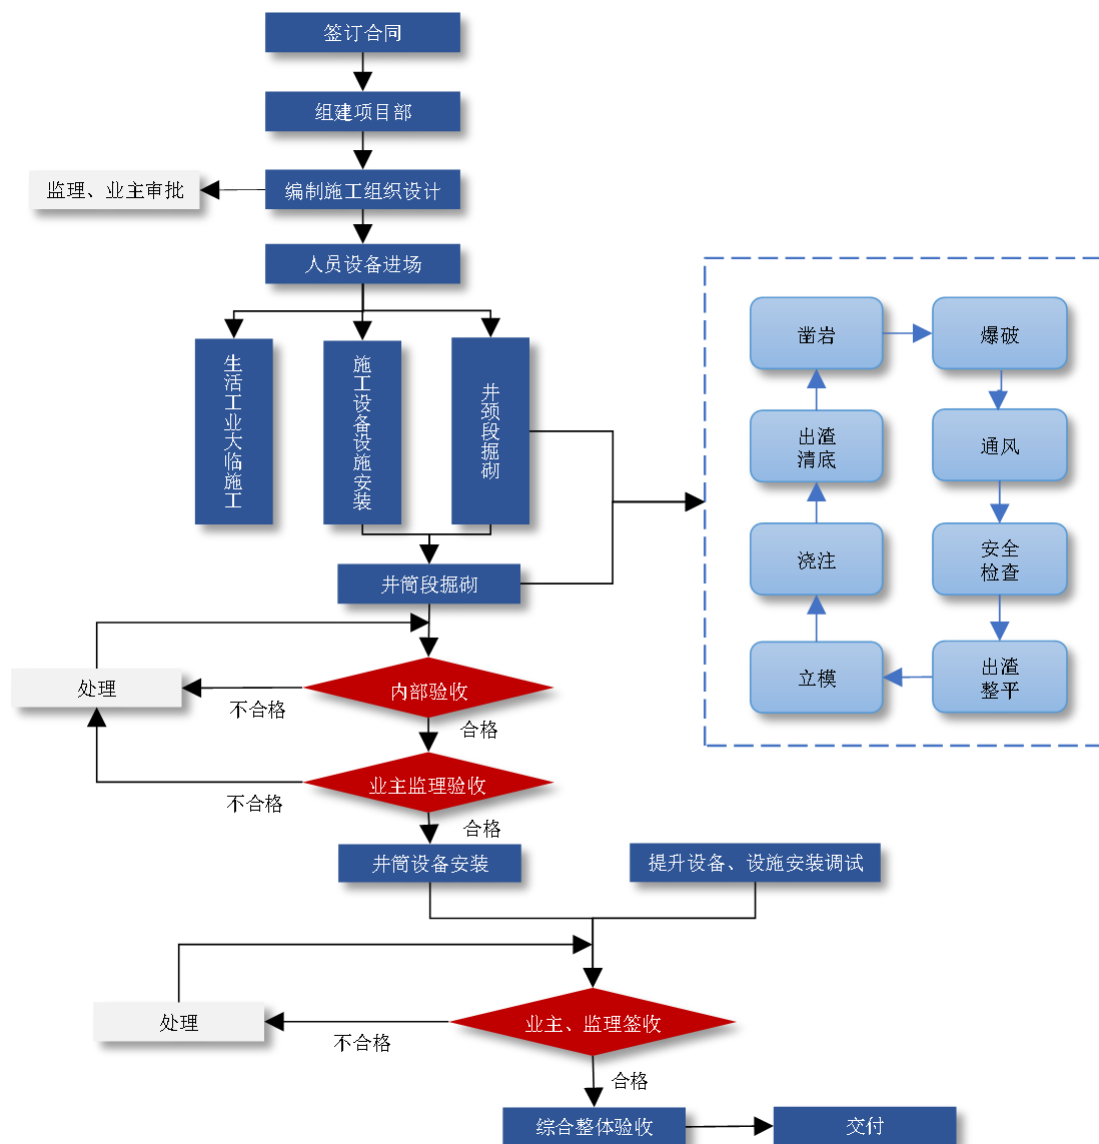 签订合同
组建项目部
监理、业主审批
编制施工组织设计
人员设备进场
生活工业大临施工
施工设备设施安装
井颈段掘砌
凿岩
爆破
出渣
清底
通风
浇注
安全
检查
立模
出渣
整平
井筒段掘砌
处理
不合格
内部验收
合格
不合格
业主监理验收
合格
井筒设备安装
提升设备、设施安装调试
处理
不合格
业主、监理签收
合格
综合整体验收
交付